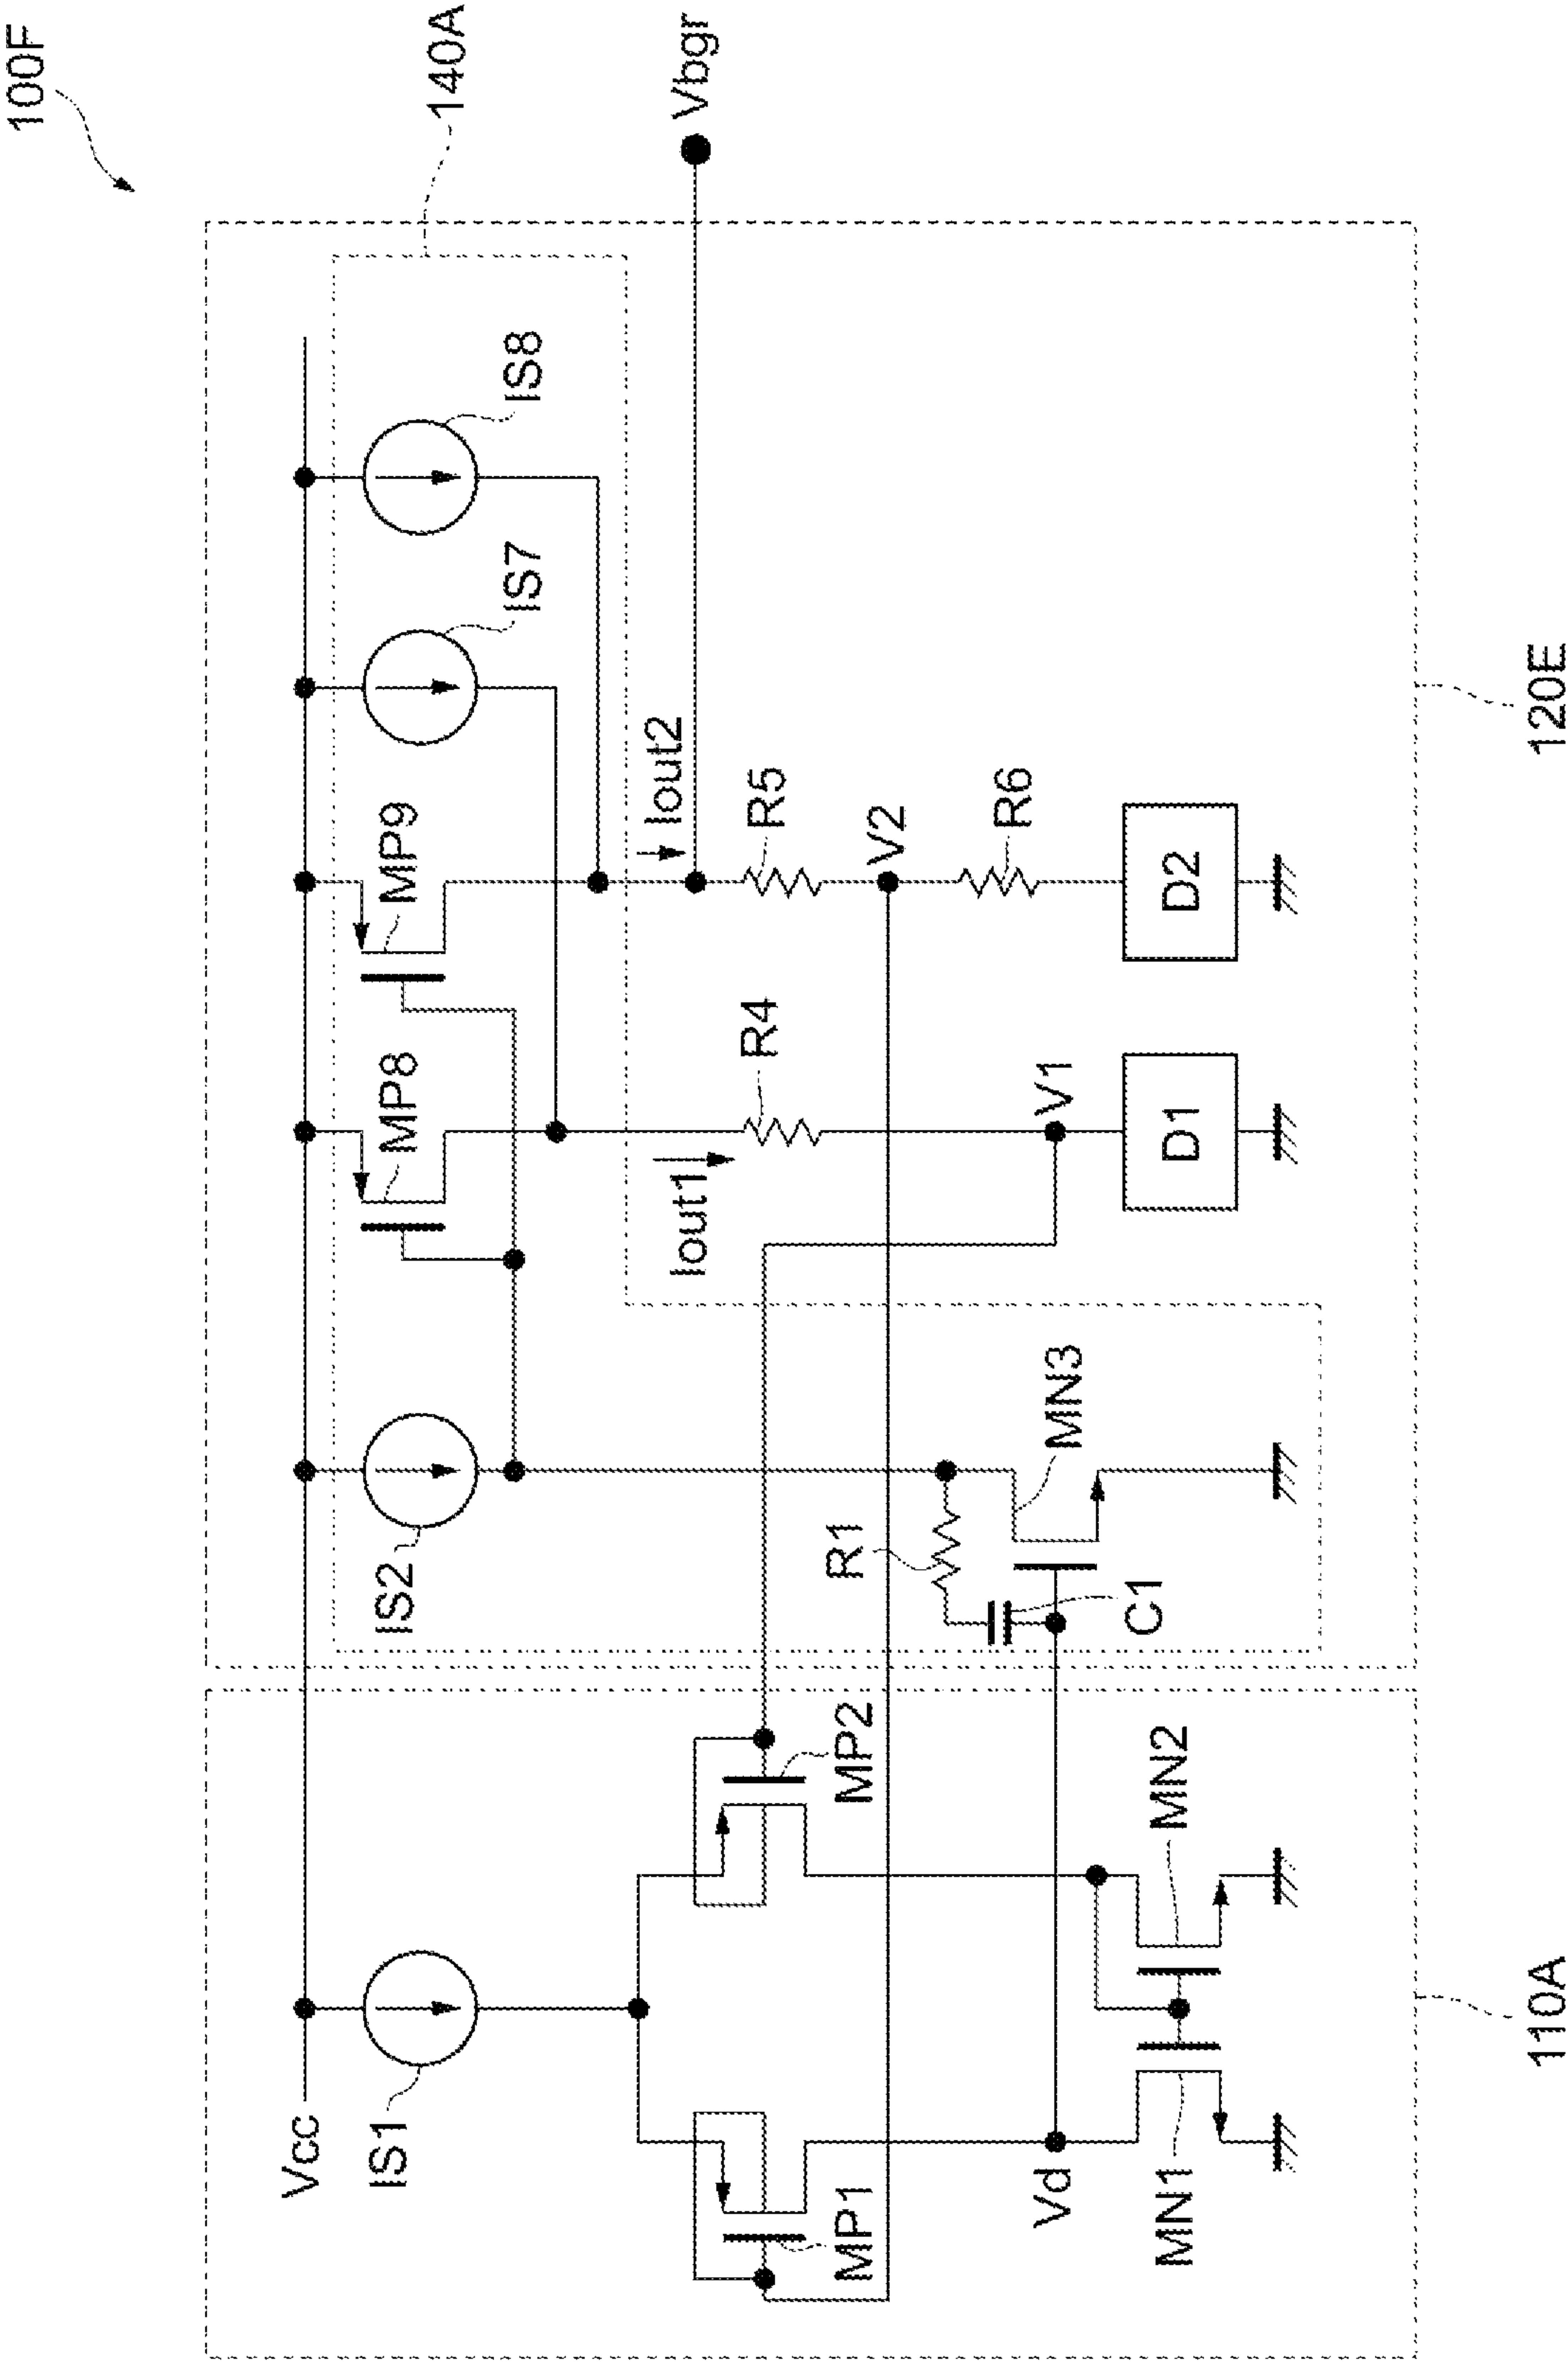 100F
140A
Vcc
IS1
IS2
MP8
MP9
IS7
IS8
Iout1
Iout2
Vbgr
R4
R5
MP1
MP2
V2
R1
R6
Vd
C1
MN3
V1
MN1
MN2
D1
D2
110A
120E